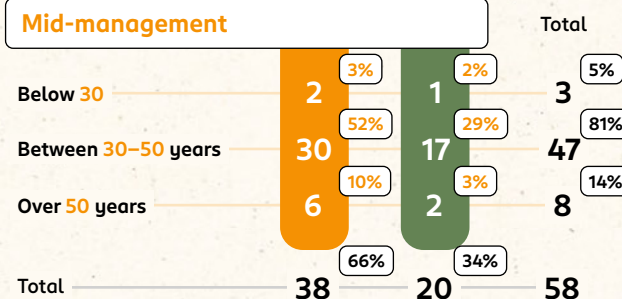 Mid-management Total
3% 2% 5%
Below 30 2 1 3
52% 29% 81%
Between 30–50 years 30 17 47
10% 3% 14%
Over 50 years 6 2 8
66% 34%
Total 38 20 58